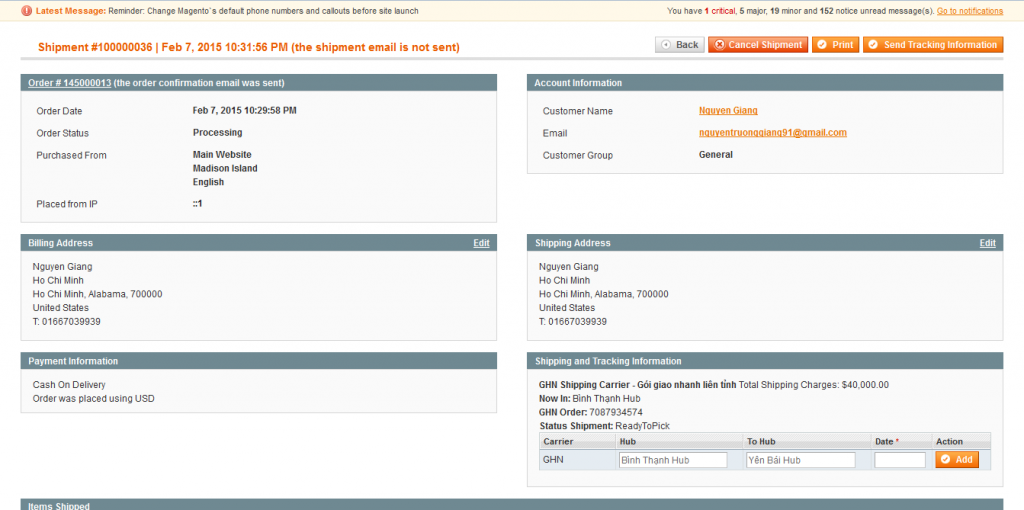 Latest Message: Reminder: Change Magento`s default phone numbers and callouts before site launch
You have 1 critical, 5 major, 19 minor and 152 notice unread message(s). Go to notifications
Shipment #100000036 | Feb 7, 2015 10:31:56 PM (the shipment email is not sent)
Back Cancel Shipment Print Send Tracking Information
Order # 145000013 (the order confirmation email was sent)
Order Date Feb 7, 2015 10:29:58 PM
Order Status Processing
Purchased From Main Website
Madison Island
English
Placed from IP ::1
Account Information
Customer Name Nguyen Giang
Email nguyentruonggiang91@gmail.com
Customer Group General
Billing Address Edit
Nguyen Giang
Ho Chi Minh
Ho Chi Minh, Alabama, 700000
United States
T: 01667039939
Shipping Address Edit
Nguyen Giang
Ho Chi Minh
Ho Chi Minh, Alabama, 700000
United States
T: 01667039939
Payment Information
Cash On Delivery
Order was placed using USD
Shipping and Tracking Information
GHN Shipping Carrier - Gói giao nhanh liên tỉnh Total Shipping Charges: $40,000.00
Now In: Bình Thạnh Hub
GHN Order: 7087934574
Status Shipment: ReadyToPick
Carrier Hub To Hub Date * Action
GHN Bình Thạnh Hub Yên Bái Hub Add
Items Shipped